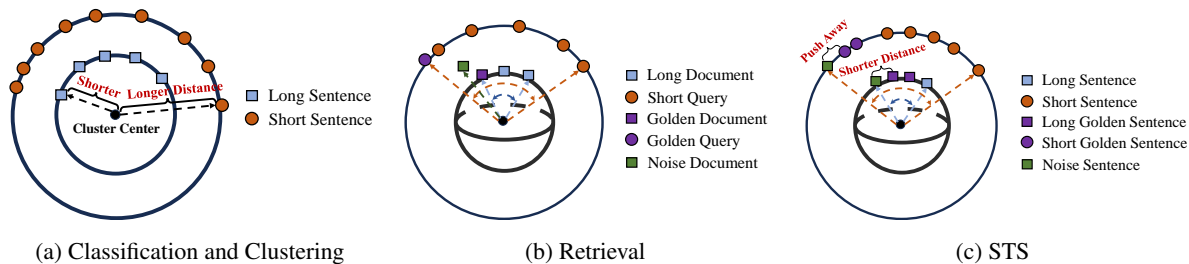 Shorter
Longer Distance
Cluster Center
Long Sentence
Short Sentence
(a) Classification and Clustering
Long Document
Short Query
Golden Document
Golden Query
Noise Document
(b) Retrieval
Push Away
Shorter Distance
Long Sentence
Short Sentence
Long Golden Sentence
Short Golden Sentence
Noise Sentence
(c) STS